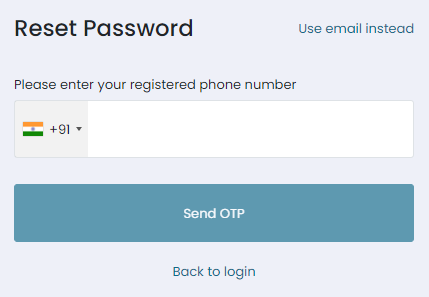 Reset Password
Use email instead
Please enter your registered phone number
+91
Send OTP
Back to login